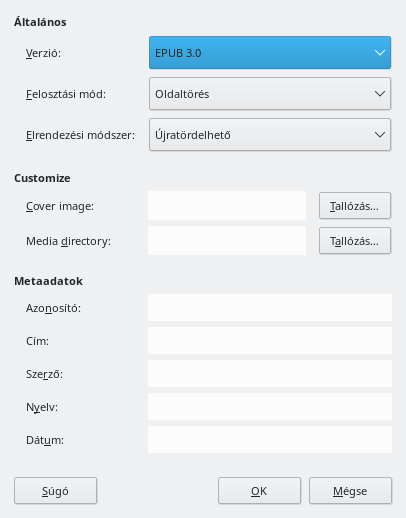 Általános
Verzió: EPUB 3.0
Felosztási mód: Oldaltörés
Elrendezési módszer: Újratördelhető
Customize
Cover image: Tallózás...
Media directory: Tallózás...
Metaadatok
Azonosító:
Cím:
Szerző:
Nyelv:
Dátum:
Súgó OK Mégse